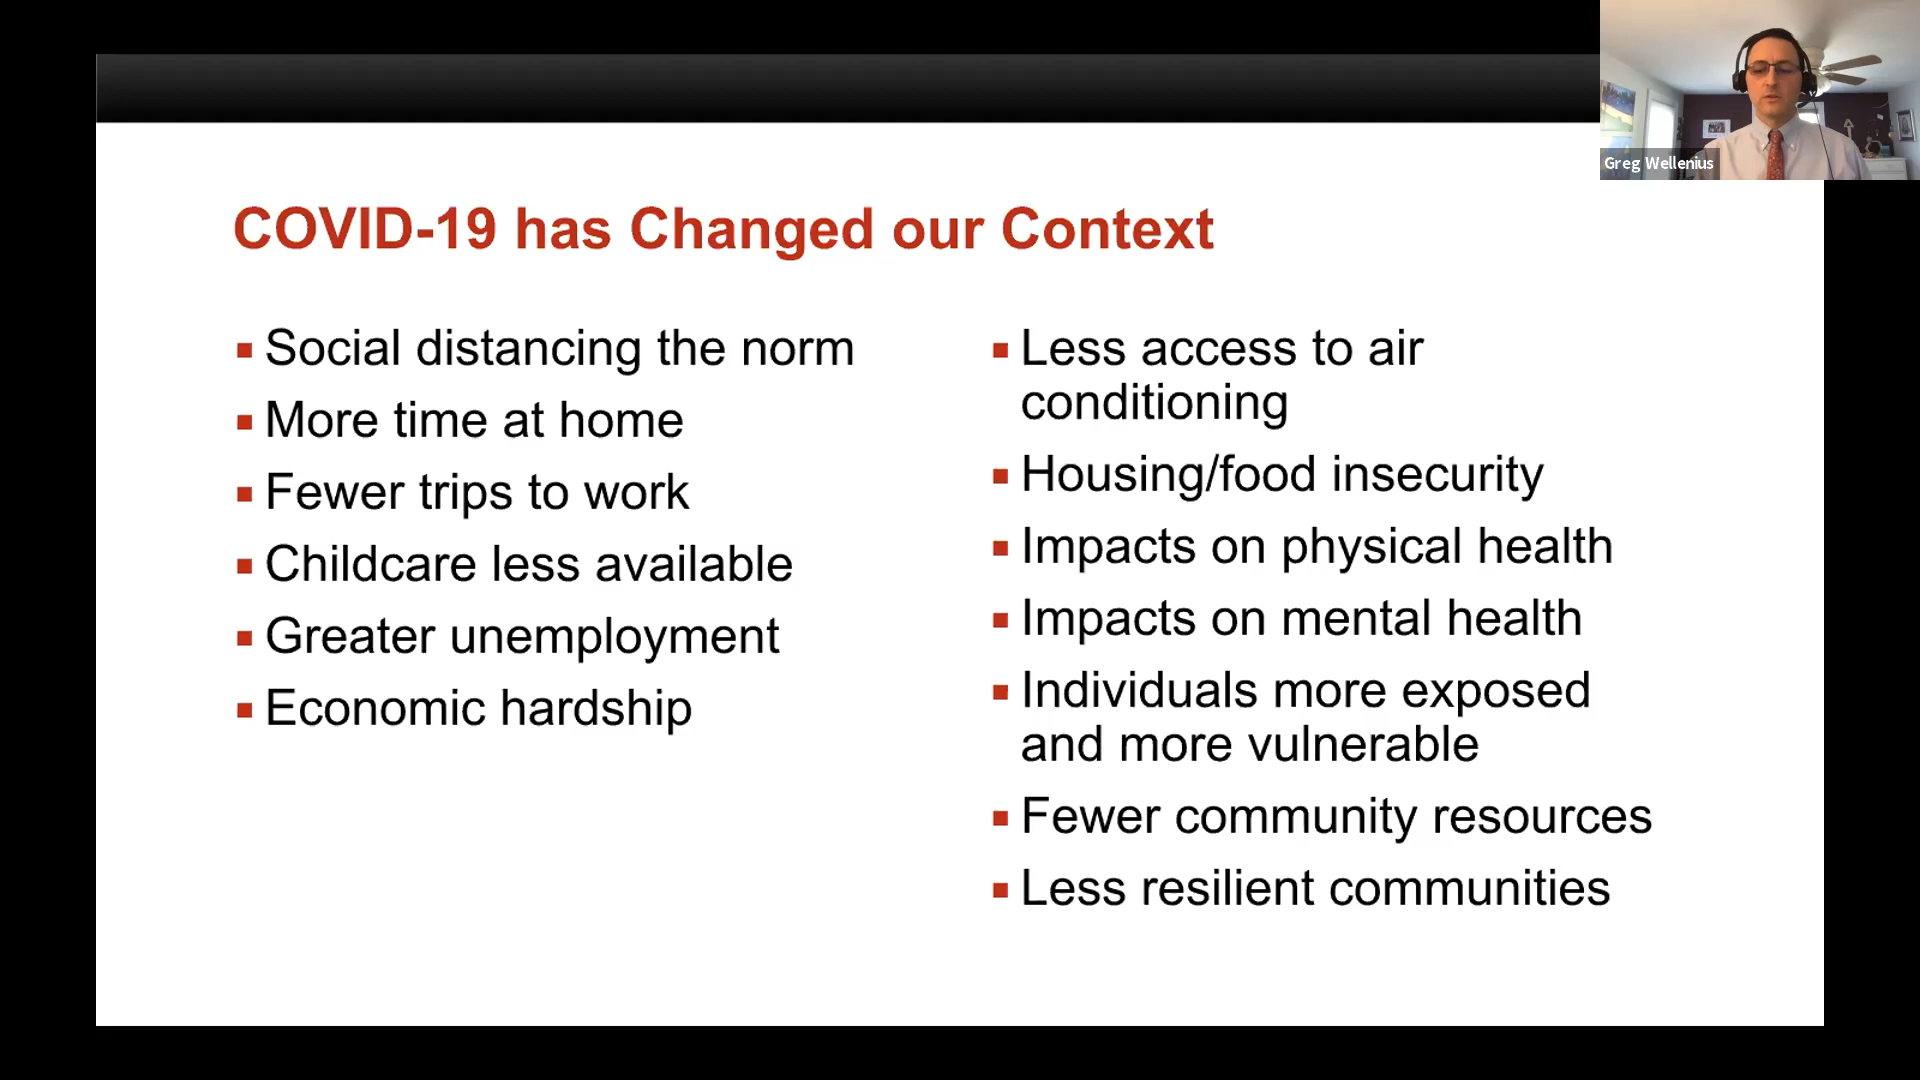 Greg Wellenius
COVID-19 has Changed our Context
Social distancing the norm
More time at home
Fewer trips to work
Childcare less available
Greater unemployment
Economic hardship
Less access to air
conditioning
Housing/food insecurity
Impacts on physical health
Impacts on mental health
Individuals more exposed
and more vulnerable
Fewer community resources
Less resilient communities